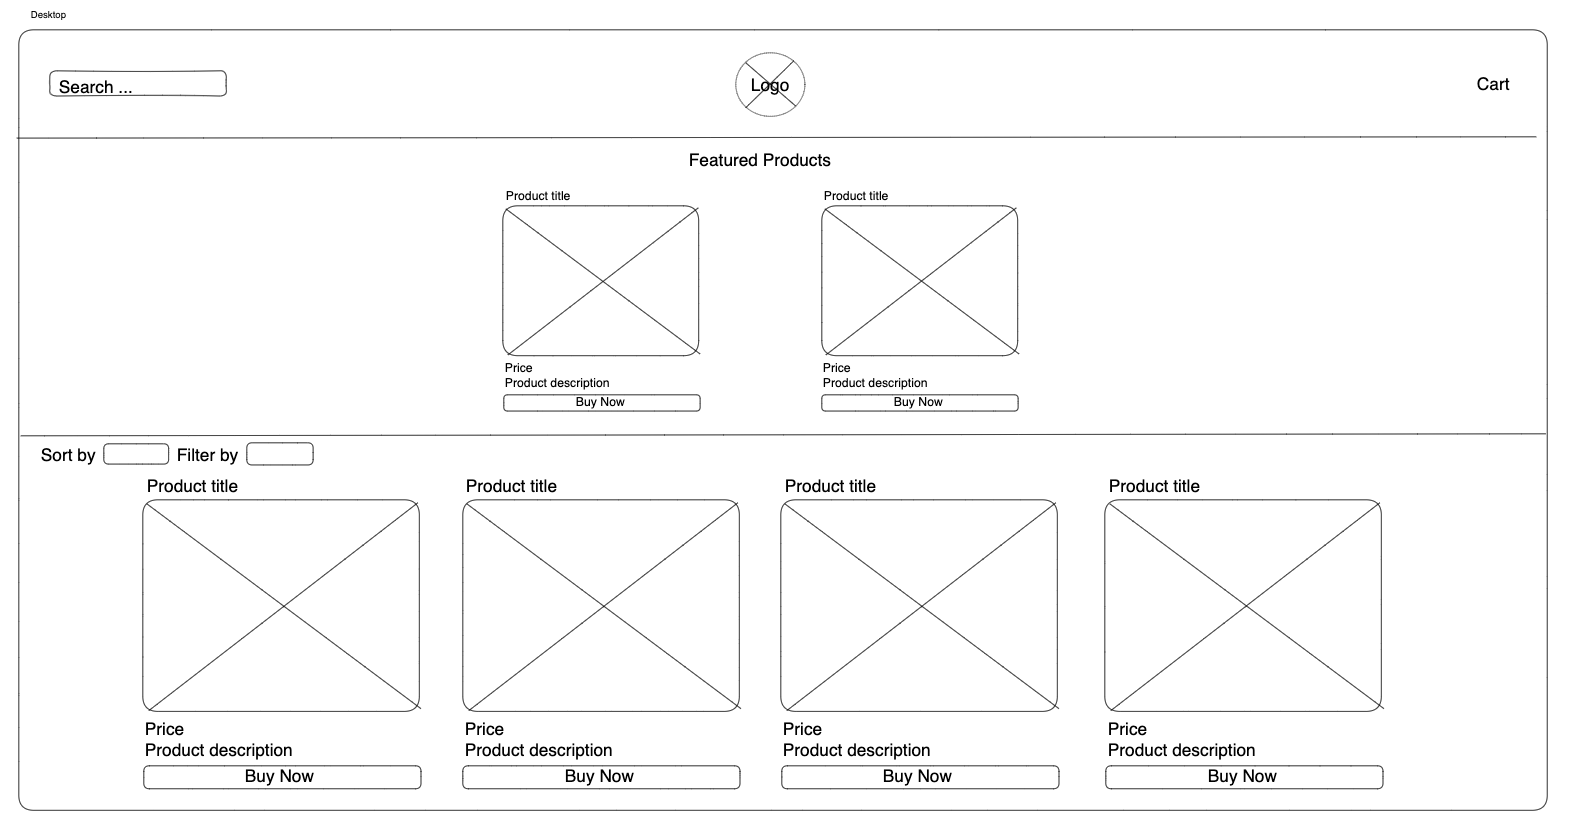 Desktop
Search ...
Logo
Cart
Featured Products
Product title
Price
Product description
Buy Now
Product title
Price
Product description
Buy Now
Sort by
Filter by
Product title
Price
Product description
Buy Now
Product title
Price
Product description
Buy Now
Product title
Price
Product description
Buy Now
Product title
Price
Product description
Buy Now